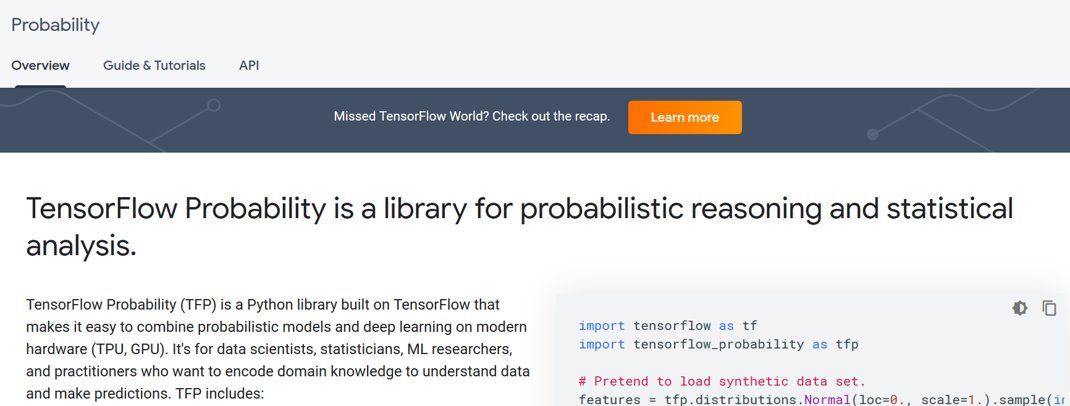 Probability
Overview Guide & Tutorials API
Missed TensorFlow World? Check out the recap. Learn more
TensorFlow Probability is a library for probabilistic reasoning and statistical
analysis.
TensorFlow Probability (TFP) is a Python library built on TensorFlow that
makes it easy to combine probabilistic models and deep learning on modern
hardware (TPU, GPU). It's for data scientists, statisticians, ML researchers,
and practitioners who want to encode domain knowledge to understand data
and make predictions. TFP includes:
import tensorflow as tf
import tensorflow_probability as tfp
# Pretend to load synthetic data set.
features = tfp.distributions.Normal(loc=0., scale=1.).sample(